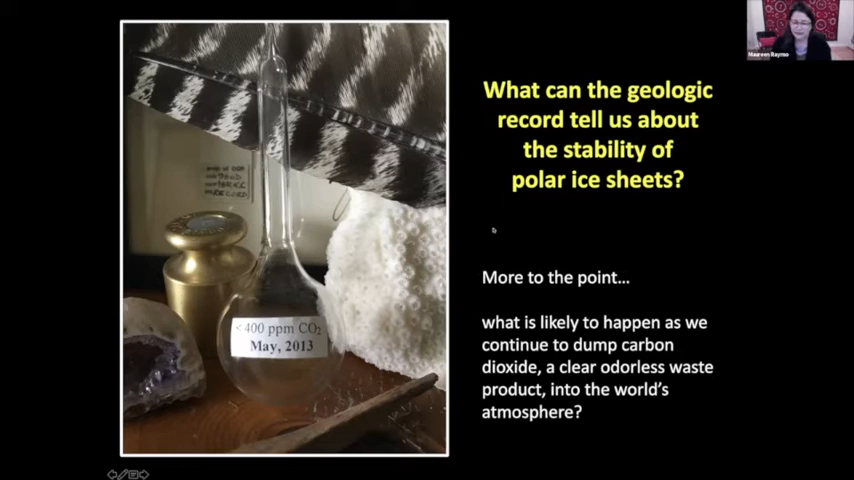 Maureen Raymo
What can the geologic
record tell us about
the stability of
polar ice sheets?
More to the point...
what is likely to happen as we
continue to dump carbon
dioxide, a clear odorless waste
product, into the world's
atmosphere?
<400 ppm CO₂
May, 2013